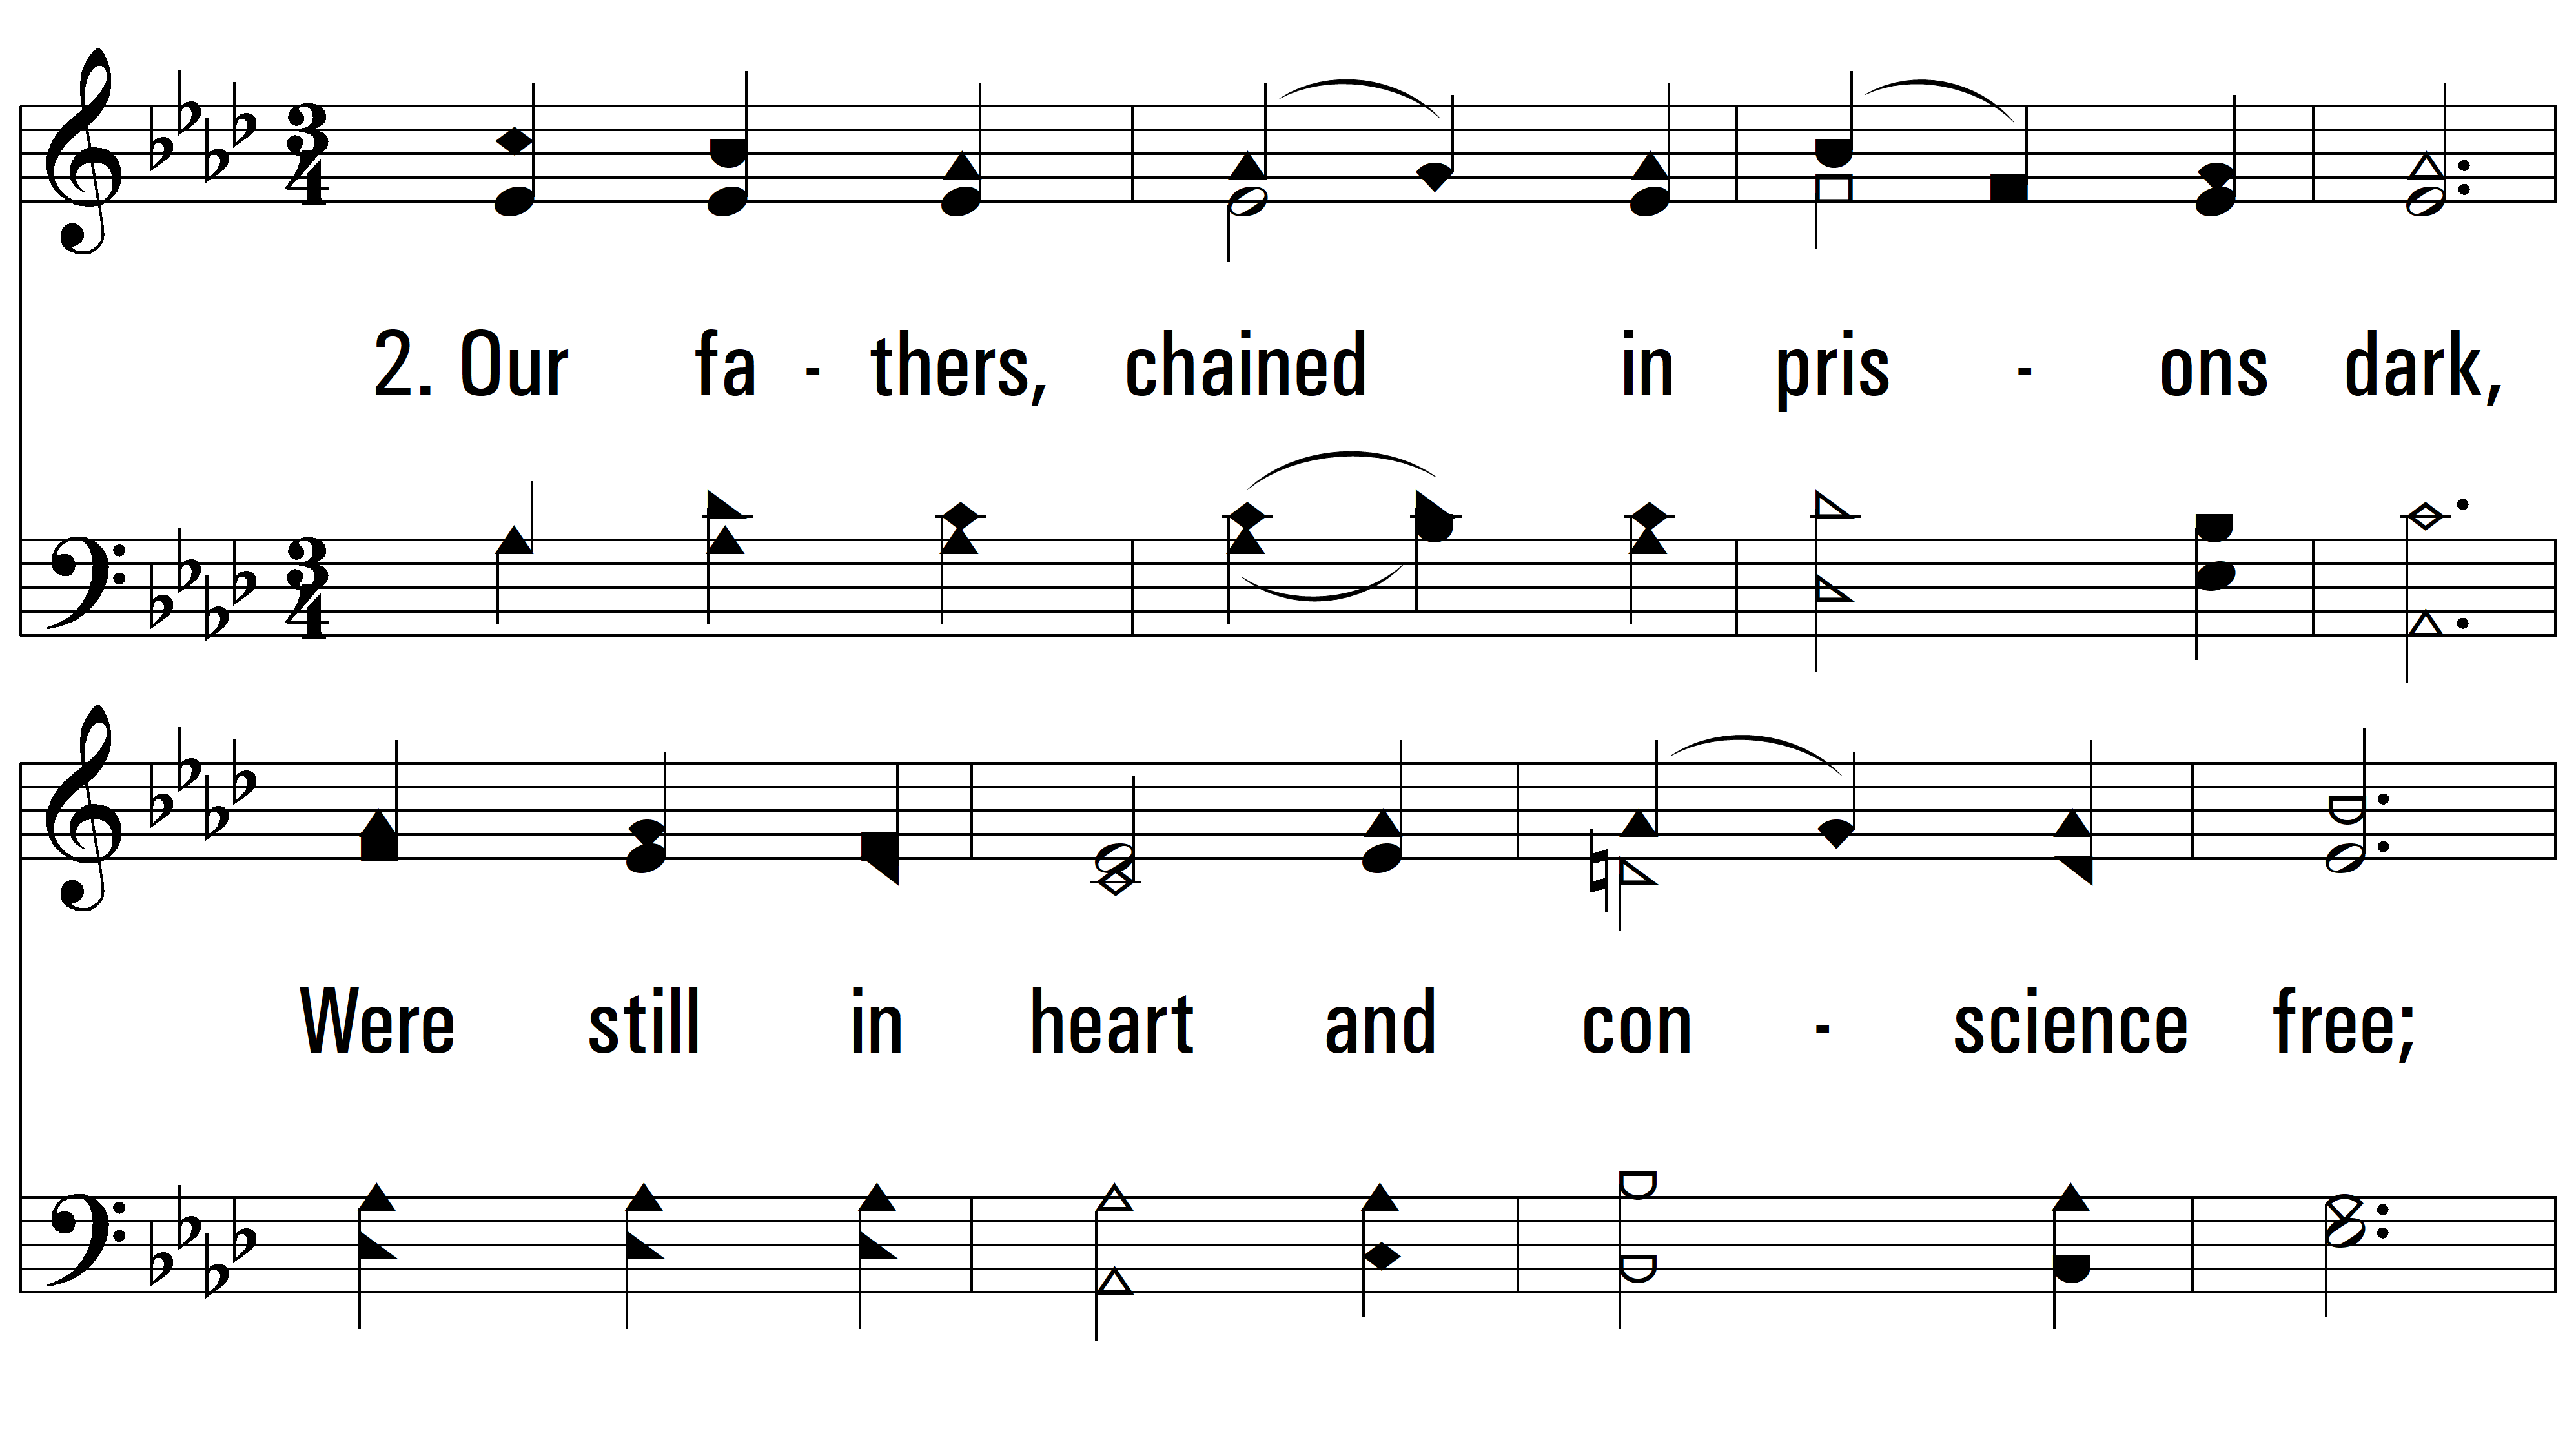 2. Our fa - thers, chained in pris - ons dark,
Were still in heart and con - science free;